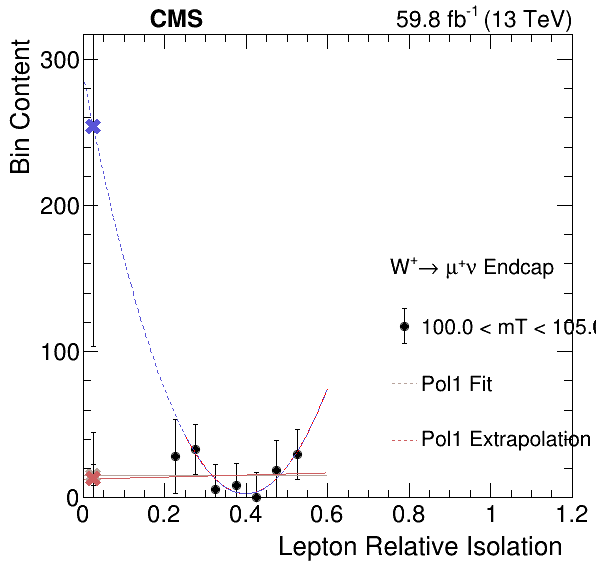 CMS
59.8 fb⁻¹ (13 TeV)
Bin Content
300
200
100
0
W⁺→ μ⁺ν Endcap
100.0 < mT < 105.0
Pol1 Fit
Pol1 Extrapolation
0 0.2 0.4 0.6 0.8 1 1.2
Lepton Relative Isolation